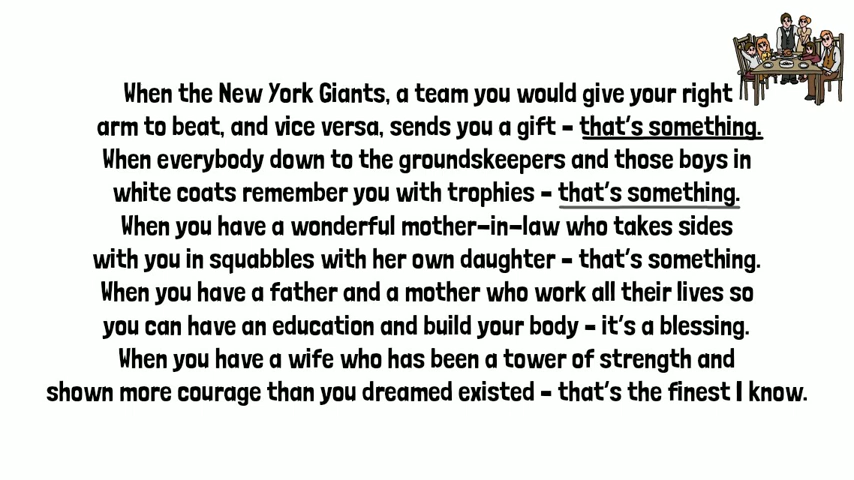 When the New York Giants, a team you would give your right
arm to beat, and vice versa, sends you a gift – that's something.
When everybody down to the groundskeepers and those boys in
white coats remember you with trophies – that's something.
When you have a wonderful mother-in-law who takes sides
with you in squabbles with her own daughter – that's something.
When you have a father and a mother who work all their lives so
you can have an education and build your body – it's a blessing.
When you have a wife who has been a tower of strength and
shown more courage than you dreamed existed – that's the finest I know.